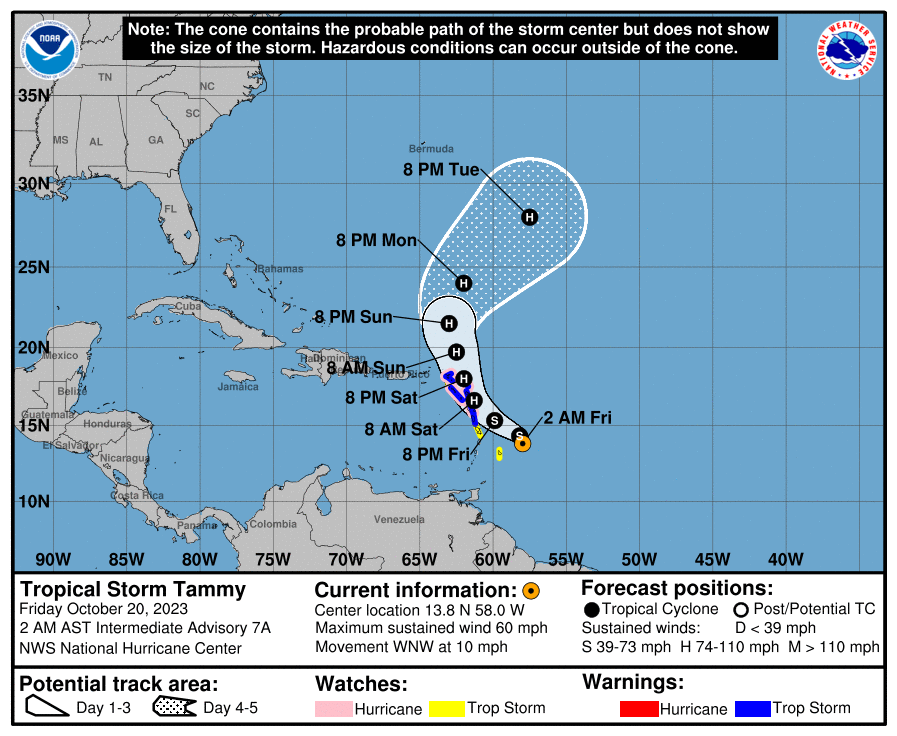 Note: The cone contains the probable path of the storm center but does not show
the size of the storm. Hazardous conditions can occur outside of the cone.
NOAA
NATIONAL WEATHER SERVICE
TN
NC
35N
SC
MS
AL
GA
Bermuda
8 PM Tue
30N
FL
8 PM Mon
25N
Bahamas
Cuba
8 PM Sun
20N
Mexico
8 AM Sun
Puerto Rico
Jamaica
Belize
8 PM Sat
Guatemala
Honduras
15N
8 AM Sat
2 AM Fri
El Salvador
8 PM Fri
Nicaragua
Costa Rica
10N
Panama
Colombia
Venezuela
H
H
H
H
H
H
S
S
90W 85W 80W 75W 70W 65W 60W 55W 50W 45W 40W
Tropical Storm Tammy
Friday October 20, 2023
2 AM AST Intermediate Advisory 7A
NWS National Hurricane Center
Current information:
Center location 13.8 N 58.0 W
Maximum sustained wind 60 mph
Movement WNW at 10 mph
Forecast positions:
Tropical Cyclone Post/Potential TC
Sustained winds: D < 39 mph
S 39-73 mph H 74-110 mph M > 110 mph
Potential track area:
Day 1-3 Day 4-5
Watches:
Hurricane Trop Storm
Warnings:
Hurricane Trop Storm